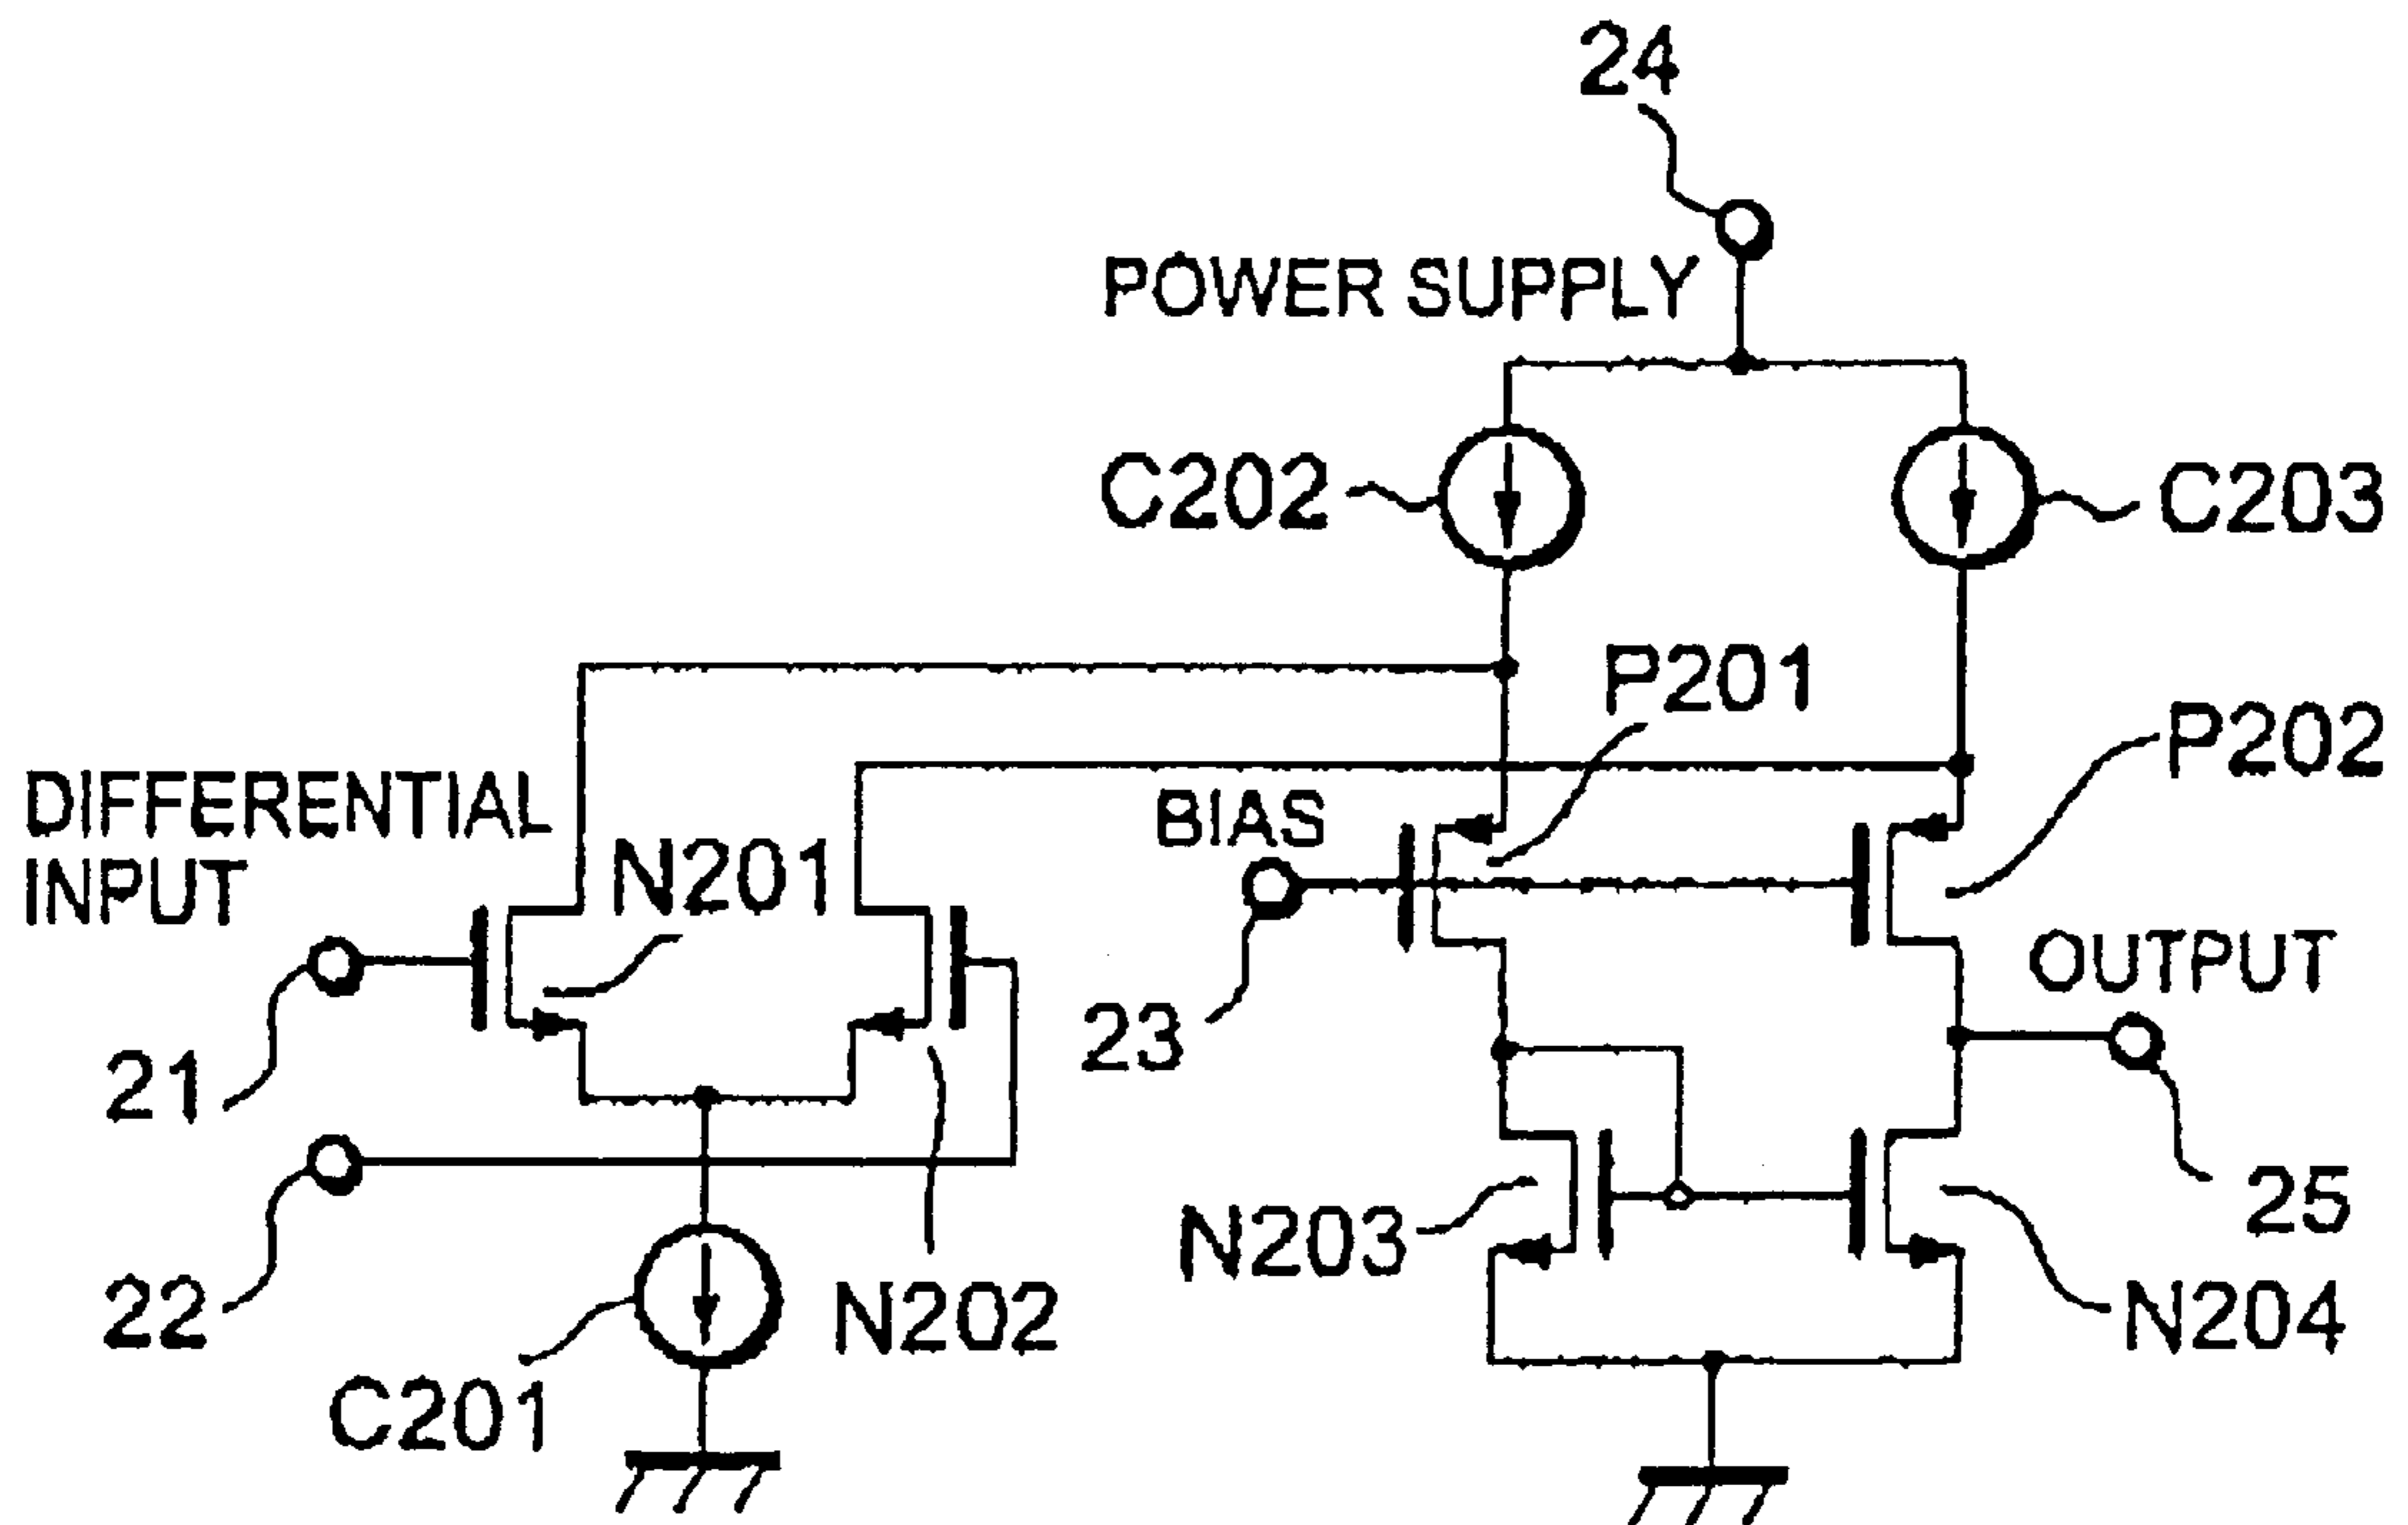 24
POWER SUPPLY
C202
C203
P201
P202
DIFFERENTIAL
INPUT
N201
BIAS
OUTPUT
21
23
22
N203
25
C201
N202
N204